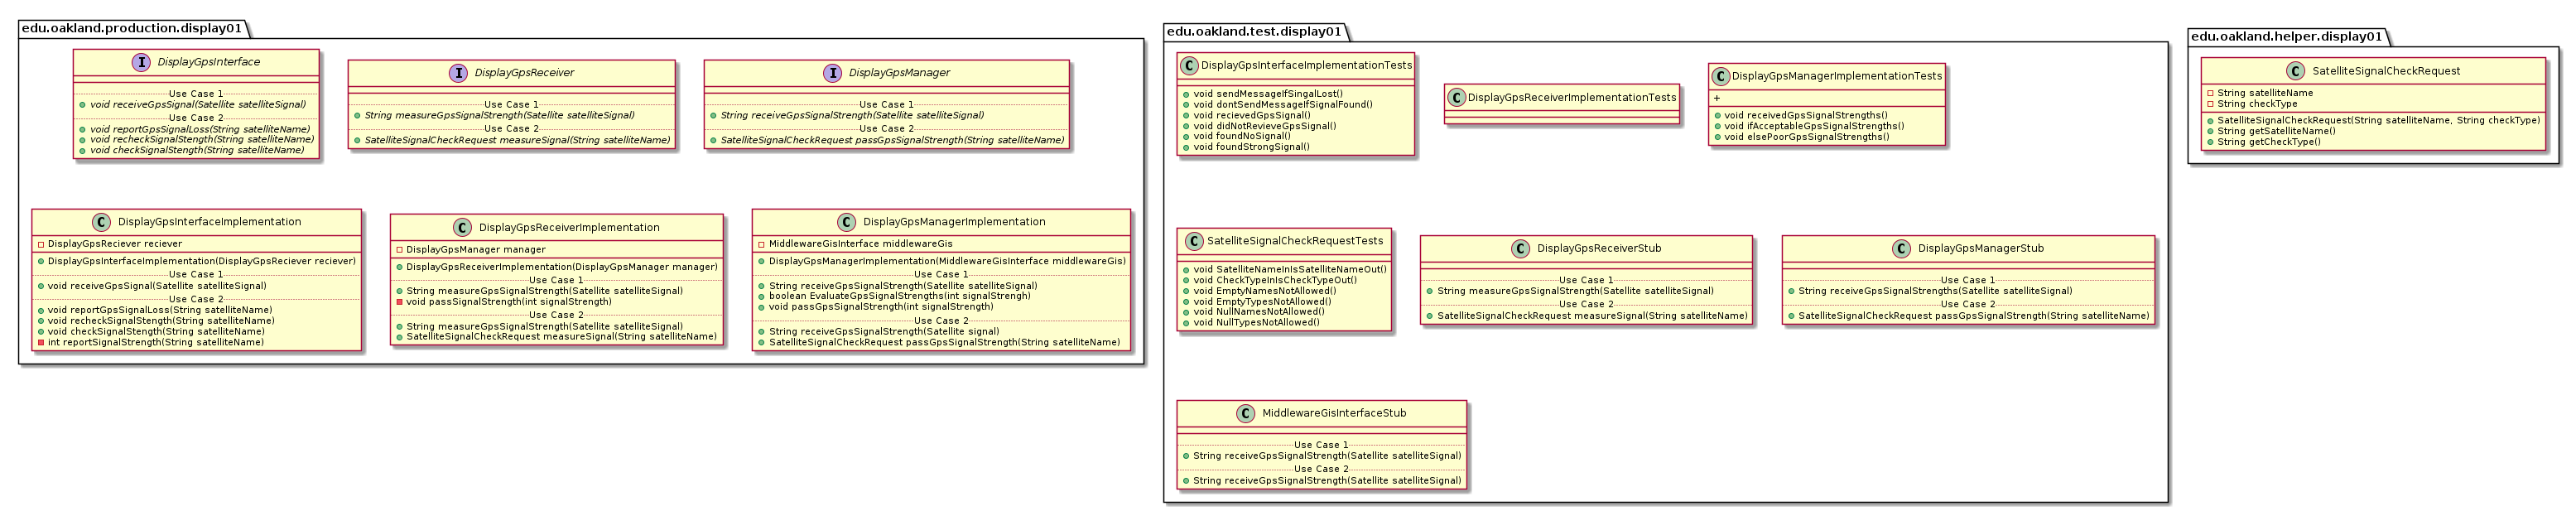 edu.oakland.production.display01
I DisplayGpsInterface
Use Case 1
void receiveGpsSignal(Satellite satelliteSignal)
Use Case 2
void reportGpsSignalLoss(String satelliteName)
void recheckSignalStength(String satelliteName)
void checkSignalStength(String satelliteName)
I DisplayGpsReceiver
Use Case 1
String measureGpsSignalStrength(Satellite satelliteSignal)
Use Case 2
SatelliteSignalCheckRequest measureSignal(String satelliteName)
I DisplayGpsManager
Use Case 1
String receiveGpsSignalStrength(Satellite satelliteSignal)
Use Case 2
SatelliteSignalCheckRequest passGpsSignalStrength(String satelliteName)
C DisplayGpsInterfaceImplementation
DisplayGpsReciever reciever
DisplayGpsInterfaceImplementation(DisplayGpsReciever reciever)
Use Case 1
void receiveGpsSignal(Satellite satelliteSignal)
Use Case 2
void reportGpsSignalLoss(String satelliteName)
void recheckSignalStength(String satelliteName)
void checkSignalStength(String satelliteName)
int reportSignalStrength(String satelliteName)
C DisplayGpsReceiverImplementation
DisplayGpsManager manager
DisplayGpsReceiverImplementation(DisplayGpsManager manager)
Use Case 1
String measureGpsSignalStrength(Satellite satelliteSignal)
void passSignalStrength(int signalStrength)
Use Case 2
String measureGpsSignalStrength(Satellite satelliteSignal)
SatelliteSignalCheckRequest measureSignal(String satelliteName)
C DisplayGpsManagerImplementation
MiddlewareGisInterface middlewareGis
DisplayGpsManagerImplementation(MiddlewareGisInterface middlewareGis)
Use Case 1
String receiveGpsSignalStrength(Satellite satelliteSignal)
boolean EvaluateGpsSignalStrengths(int signalStrengh)
void passGpsSignalStrength(int signalStrength)
Use Case 2
String receiveGpsSignalStrength(Satellite signal)
SatelliteSignalCheckRequest passGpsSignalStrength(String satelliteName)
edu.oakland.test.display01
C DisplayGpsInterfaceImplementationTests
void sendMessageIfSingalLost()
void dontSendMessageIfSignalFound()
void recievedGpsSignal()
void didNotRevieveGpsSignal()
void foundNoSignal()
void foundStrongSignal()
C DisplayGpsReceiverImplementationTests
C DisplayGpsManagerImplementationTests
+
void receivedGpsSignalStrengths()
void ifAcceptableGpsSignalStrengths()
void elsePoorGpsSignalStrengths()
C SatelliteSignalCheckRequestTests
void SatelliteNameInIsSatelliteNameOut()
void CheckTypeinIsCheckTypeOut()
void EmptyNamesNotAllowed()
void EmptyTypesNotAllowed()
void NullNamesNotAllowed()
void NullTypesNotAllowed()
C DisplayGpsReceiverStub
Use Case 1
String measureGpsSignalStrength(Satellite satelliteSignal)
Use Case 2
SatelliteSignalCheckRequest measureSignal(String satelliteName)
C DisplayGpsManagerStub
Use Case 1
String receiveGpsSignalStrengths(Satellite satelliteSignal)
Use Case 2
SatelliteSignalCheckRequest passGpsSignalStrength(String satelliteName)
C MiddlewareGisInterfaceStub
Use Case 1
String receiveGpsSignalStrength(Satellite satelliteSignal)
Use Case 2
String receiveGpsSignalStrength(Satellite satelliteSignal)
edu.oakland.helper.display01
C SatelliteSignalCheckRequest
String satelliteName
String checkType
SatelliteSignalCheckRequest(String satelliteName, String checkType)
String getSatelliteName()
String getCheckType()